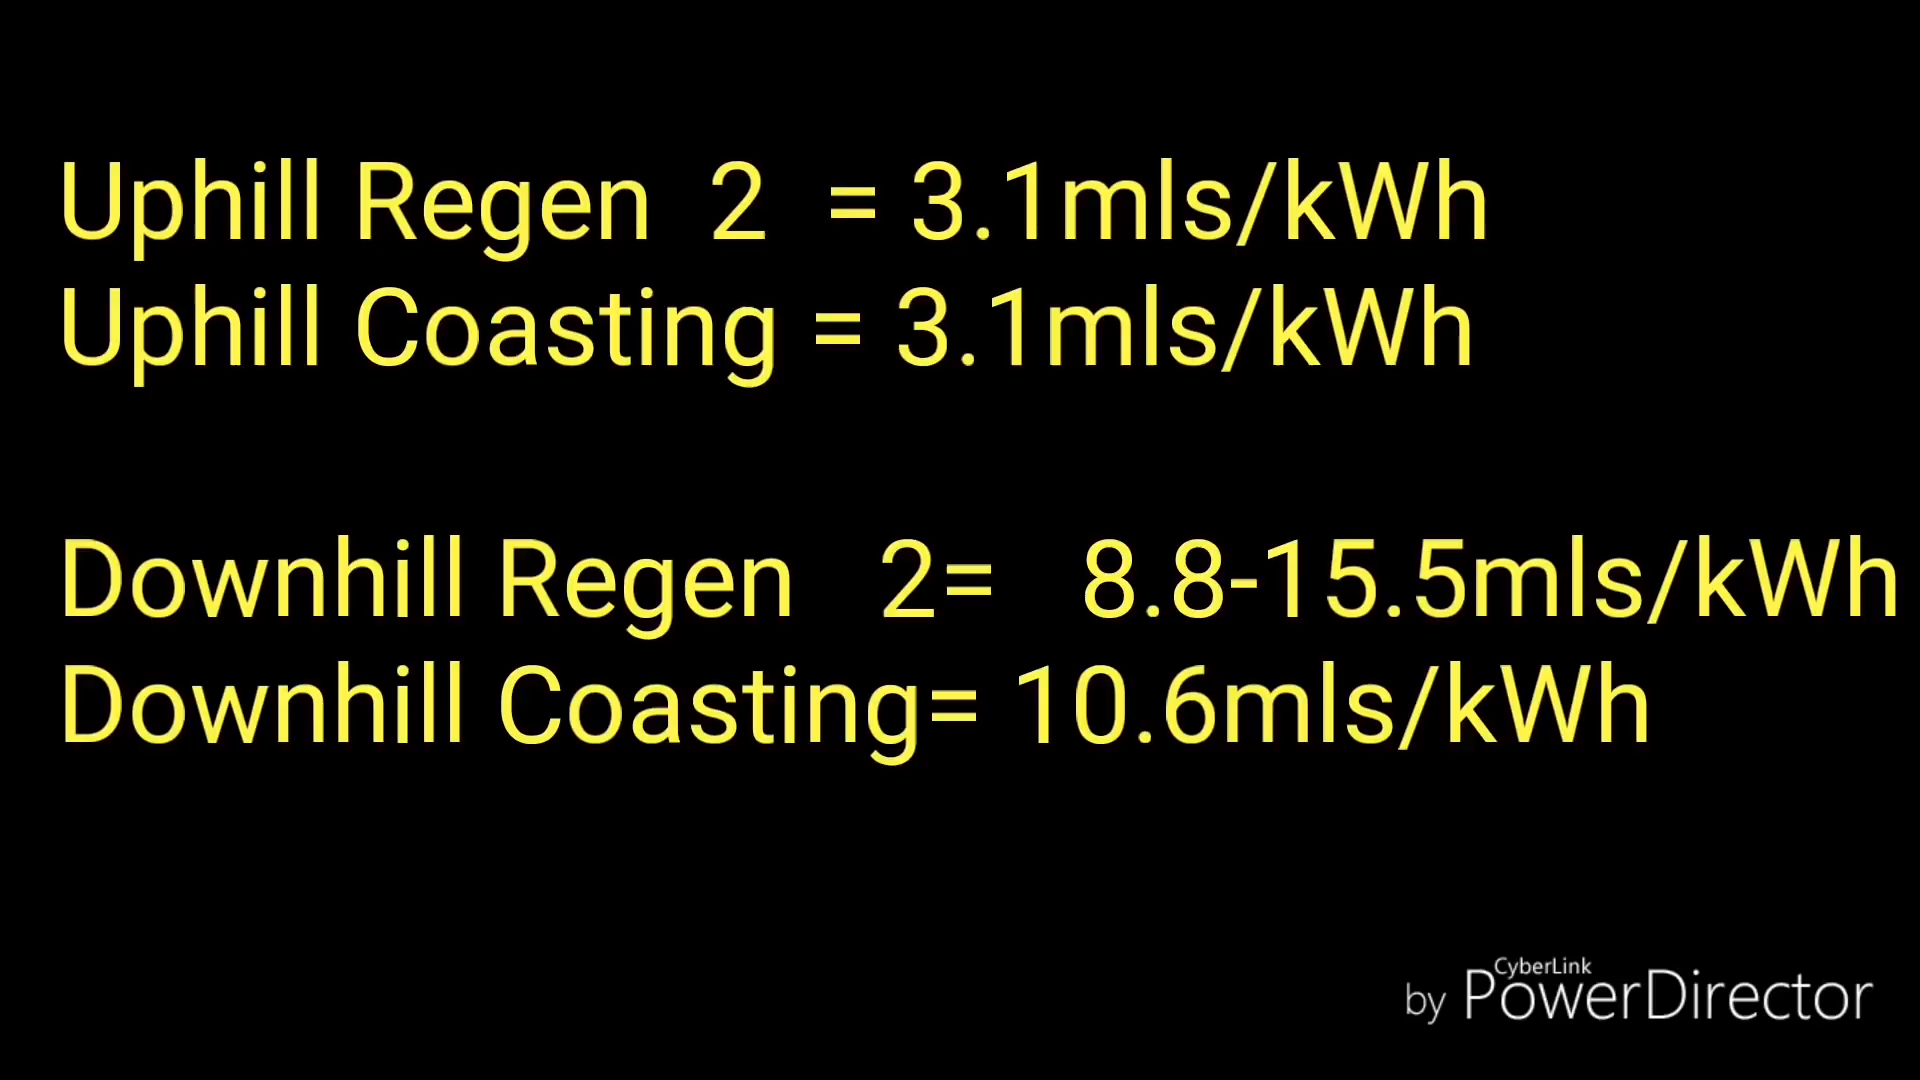 Uphill Regen 2 = 3.1mls/kWh
Uphill Coasting = 3.1mls/kWh
Downhill Regen 2= 8.8-15.5mls/kWh
Downhill Coasting= 10.6mls/kWh
CyberLink
by PowerDirector